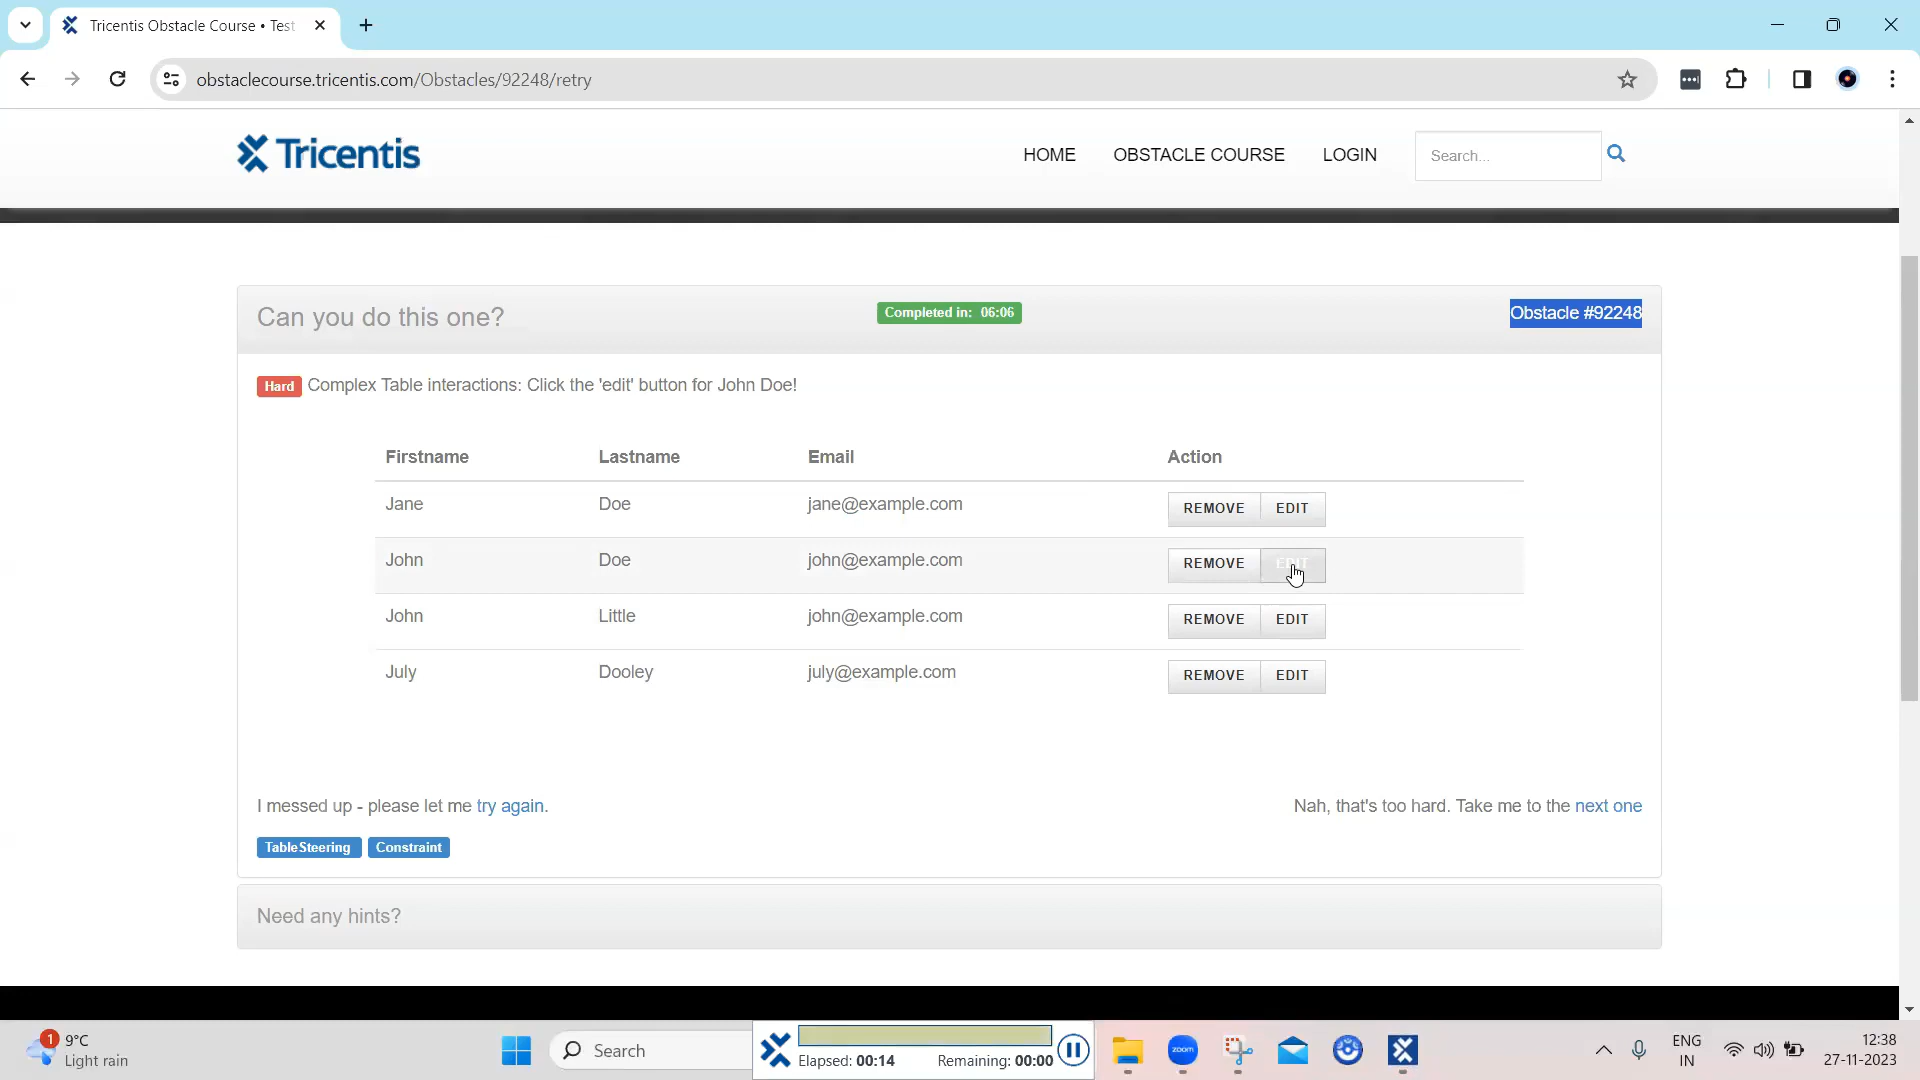 Tricentis Obstacle Course • Test
obstaclecourse.tricentis.com/Obstacles/92248/retry
Tricentis
HOME OBSTACLE COURSE LOGIN Search...
Can you do this one? Completed in: 06:06 Obstacle #92248
Hard Complex Table interactions: Click the 'edit' button for John Doe!
Firstname Lastname Email Action
Jane Doe jane@example.com REMOVE EDIT
John Doe john@example.com REMOVE EDIT
John Little john@example.com REMOVE EDIT
July Dooley july@example.com REMOVE EDIT
I messed up - please let me try again. Nah, that's too hard. Take me to the next one
TableSteering Constraint
Need any hints?
1 9°C
Light rain
Search
Elapsed: 00:14 Remaining: 00:00
zoom
ENG
IN
12:38
27-11-2023